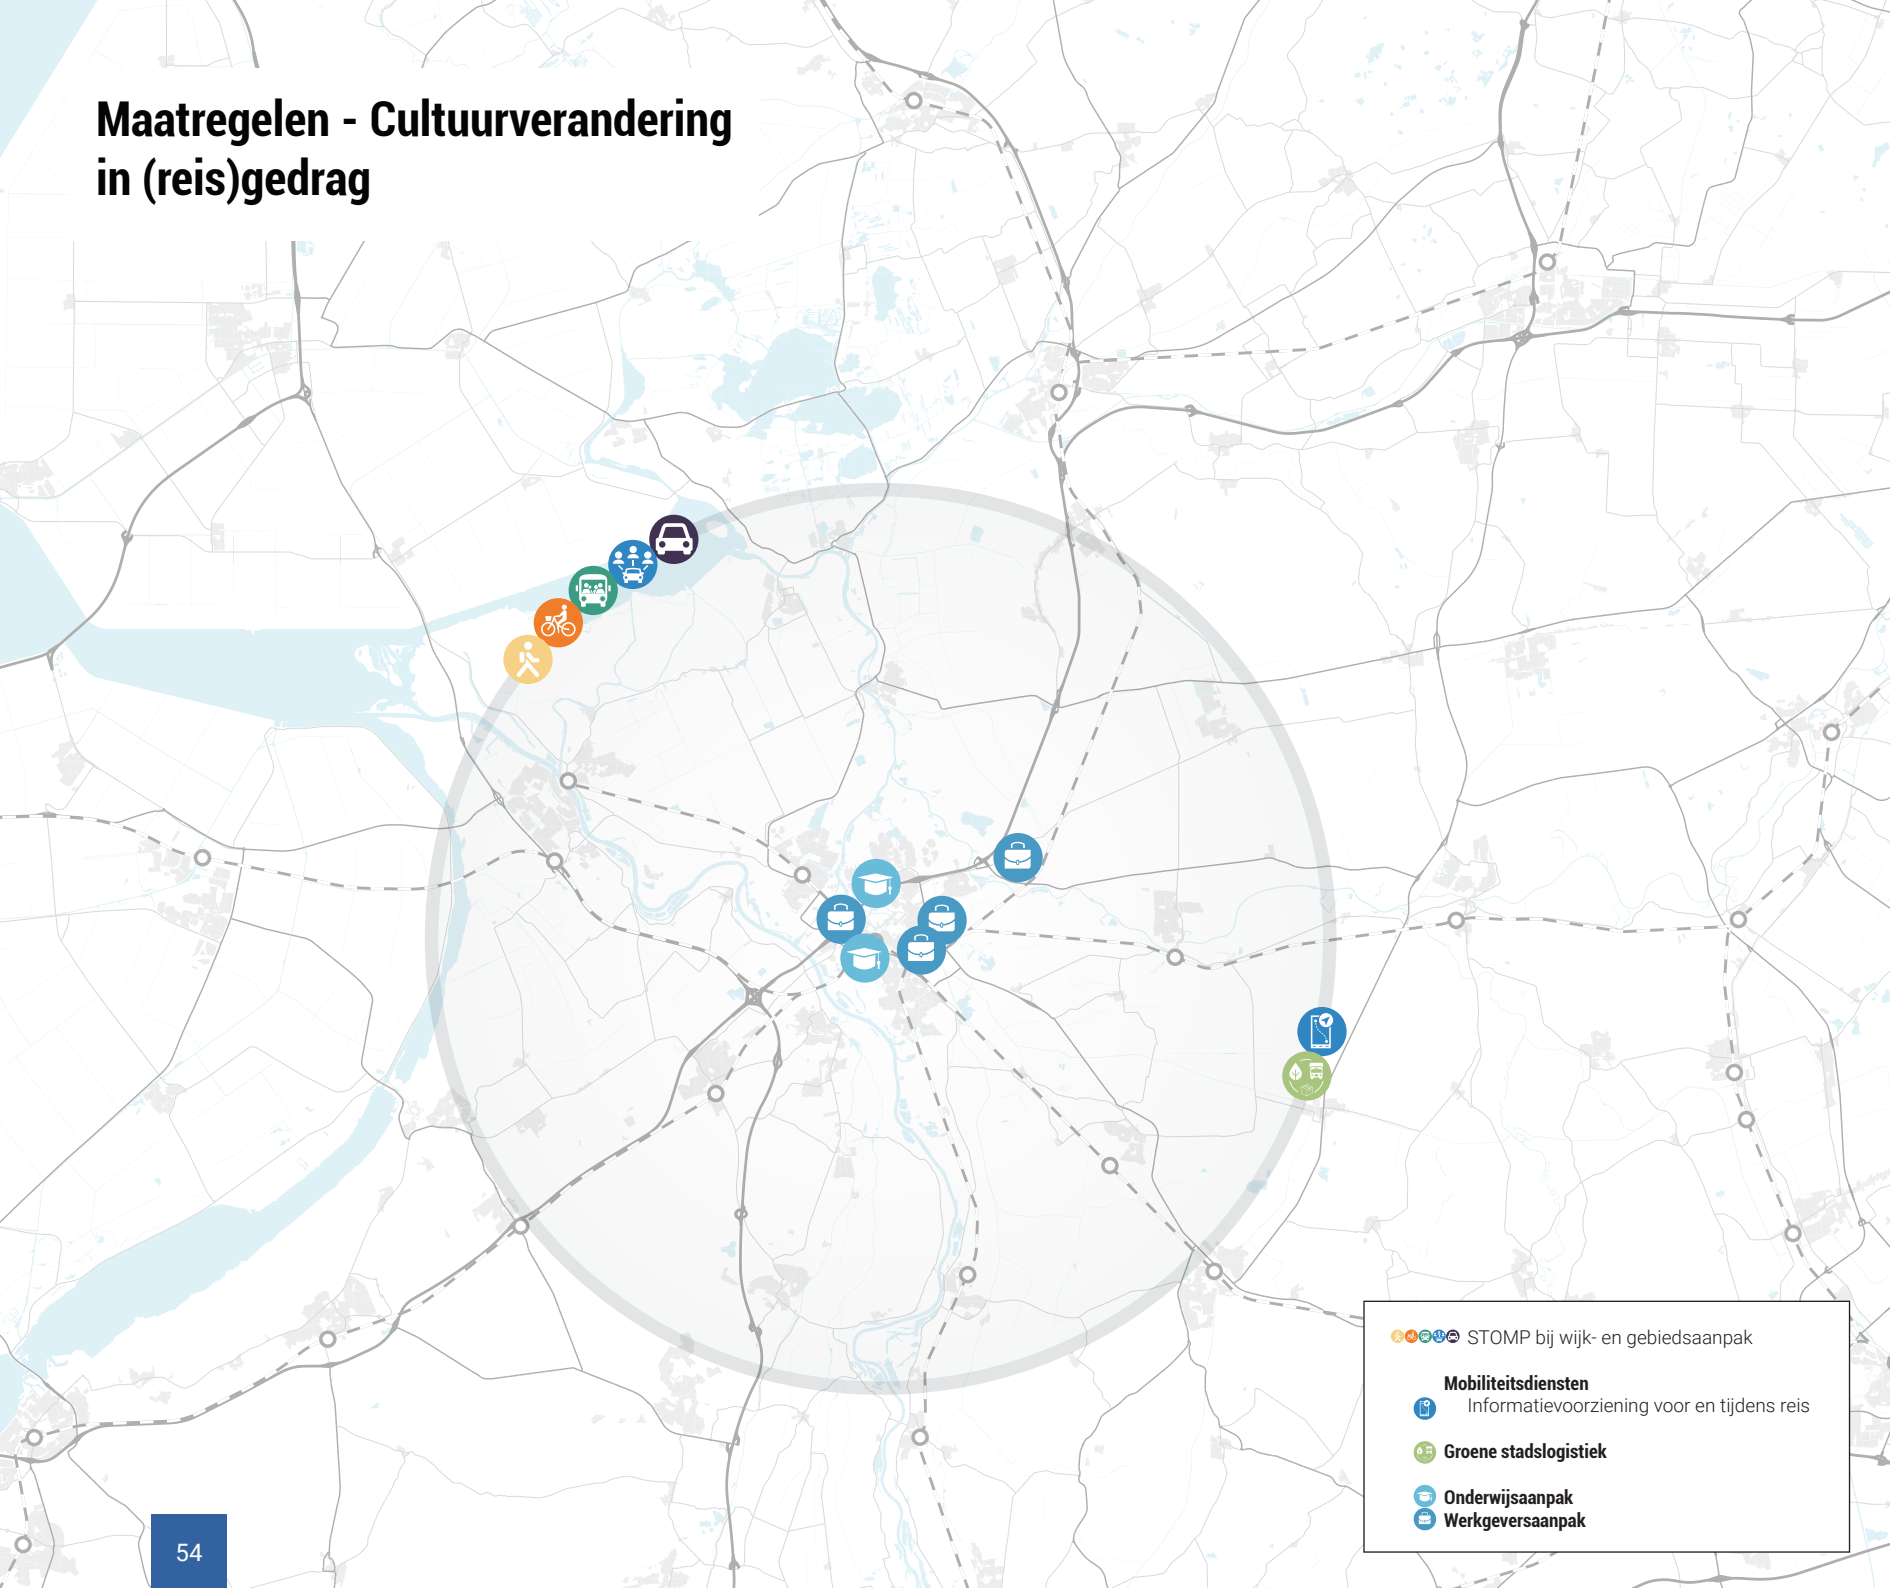 Maatregelen - Cultuurverandering
in (reis)gedrag
STOMP bij wijk- en gebiedsaanpak
Mobiliteitsdiensten
Informatievoorziening voor en tijdens reis
Groene stadslogistiek
Onderwijsaanpak
Werkgeversaanpak
54